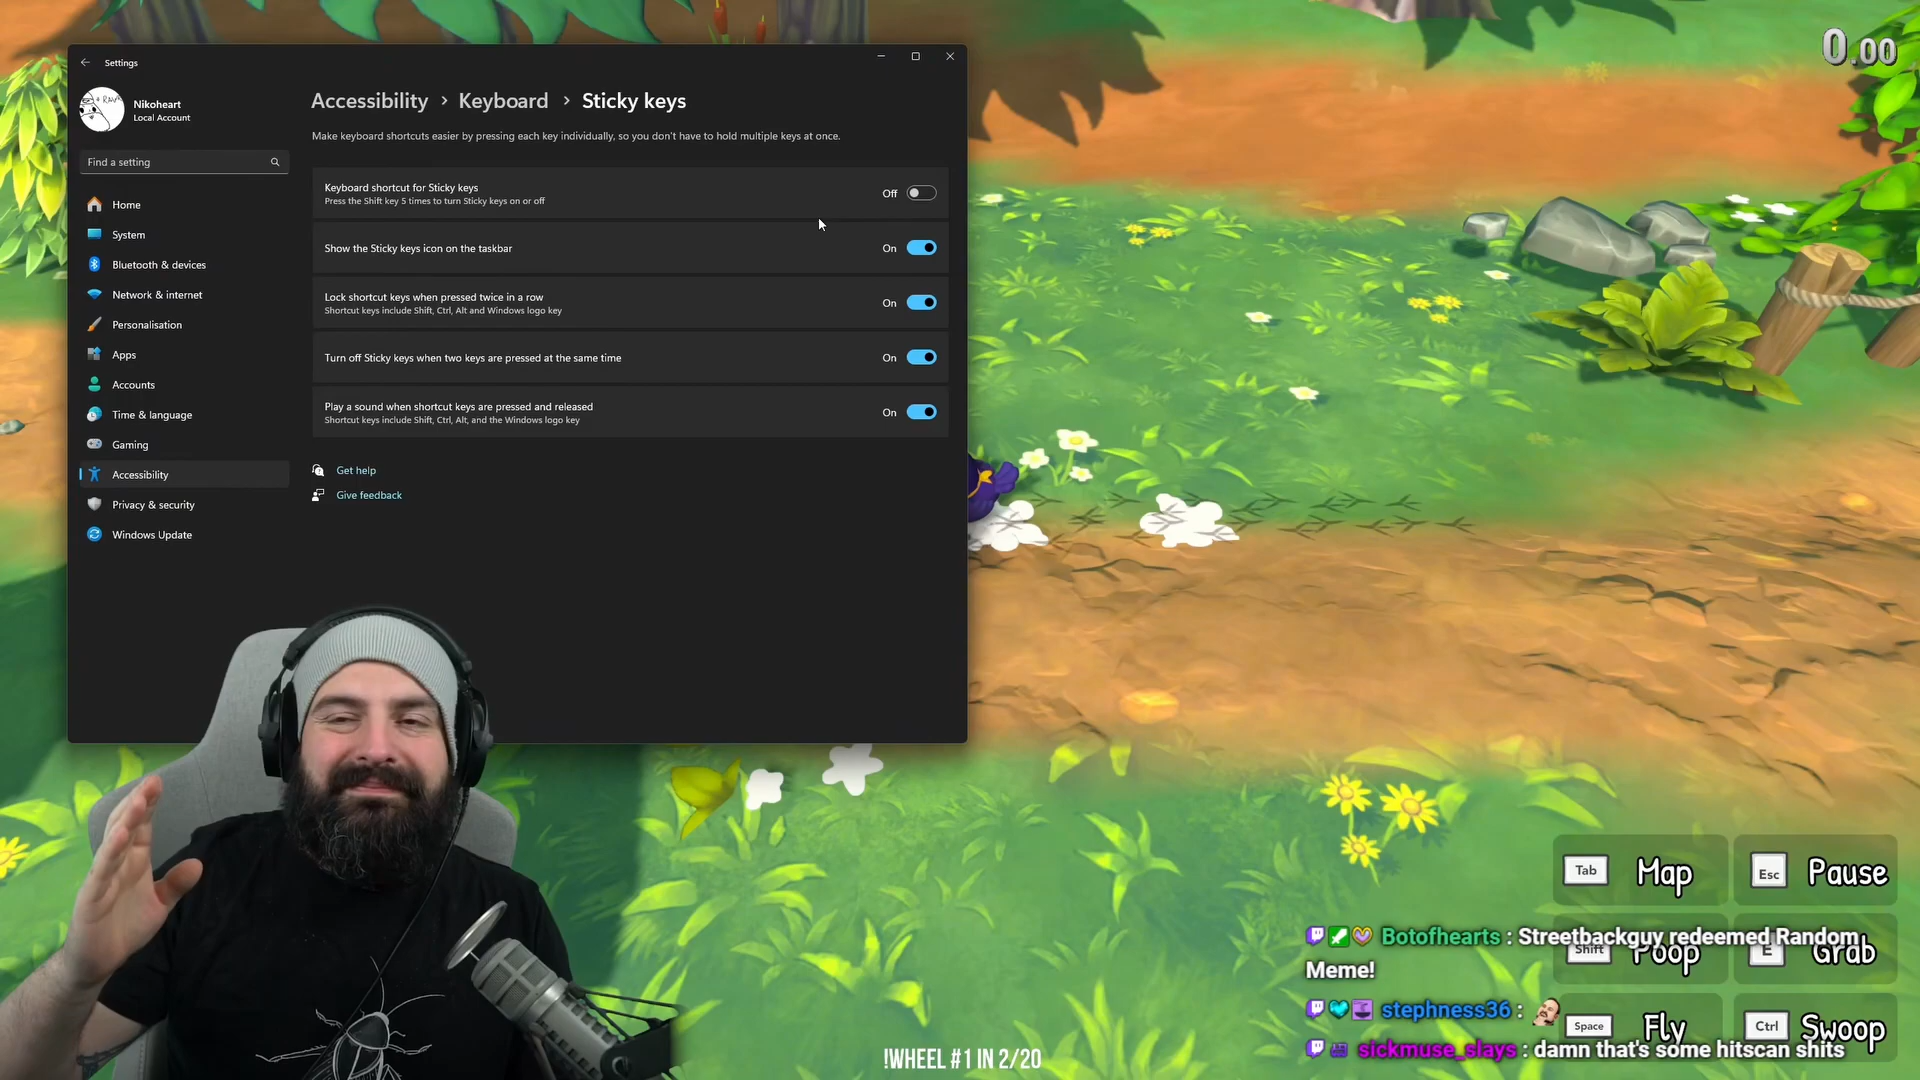 Settings
Nikoheart
Local Account
Find a setting
Home
System
Bluetooth & devices
Network & internet
Personalisation
Apps
Accounts
Time & language
Gaming
Accessibility
Privacy & security
Windows Update
Accessibility > Keyboard > Sticky keys
Make keyboard shortcuts easier by pressing each key individually, so you don't have to hold multiple keys at once.
Keyboard shortcut for Sticky keys
Press the Shift key 5 times to turn Sticky keys on or off
Off
Show the Sticky keys icon on the taskbar
On
Lock shortcut keys when pressed twice in a row
Shortcut keys include Shift, Ctrl, Alt and Windows logo key
On
Turn off Sticky keys when two keys are pressed at the same time
On
Play a sound when shortcut keys are pressed and released
Shortcut keys include Shift, Ctrl, Alt, and the Windows logo key
On
Get help
Give feedback
0.00
Tab Map
Esc Pause
Shift Poop
E Grab
Space Fly
Ctrl Swoop
Botofhearts : Streetbackguy redeemed Random
Meme!
stephness36 :
sickmuse_slays : damn that's some hitscan shits
!WHEEL #1 IN 2/20